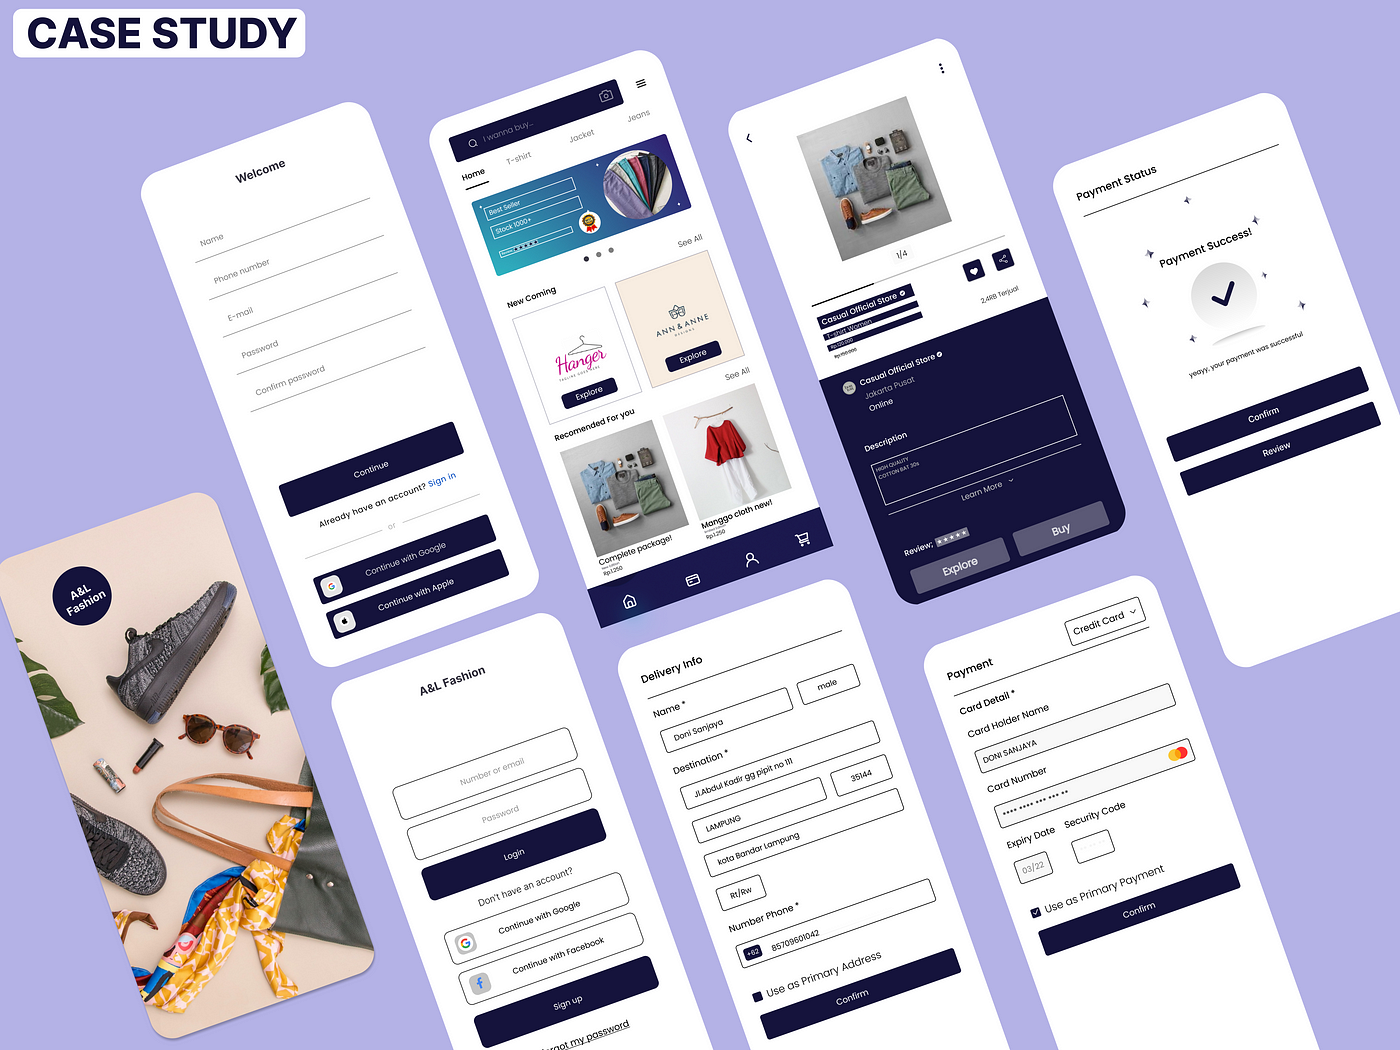 CASE STUDY
Welcome
Name
Phone number
E-mail
Password
Confirm password
Continue
Already have an account? Sign in
or
Continue with Google
Continue with Apple
I wanna buy...
Home
T-shirt
Jacket
Jeans
Best Seller
Stock 1000+
See All
New Coming
Hanger
TAGLINE GOES HERE
Explore
ANN & ANNE
DESIGNS
Explore
See All
Recomended For you
Complete package!
Rp1.250
Manggo cloth new!
Rp1.250
1/4
Casual Official Store
T-shirt Women
2,4RB Terjual
Casual Official Store
Jakarta Pusat
Online
Description
HIGH QUALITY
COTTON BAT 30s
Learn More
Review;
Explore
Buy
Payment Status
Payment Success!
yeayy, your payment was successful
Confirm
Review
A&L
Fashion
A&L Fashion
Number or email
Password
Login
Don't have an account?
Continue with Google
Continue with Facebook
Sign up
rgot my password
Delivery Info
Name *
Doni Sanjaya
male
Destination *
Jl.Abdul Kadir gg pipit no 111
LAMPUNG
35144
kota Bandar Lampung
Rt/Rw
Number Phone *
+62
85709601042
Use as Primary Address
Confirm
Payment
Credit Card
Card Detail *
Card Holder Name
DONI SANJAYA
Card Number
**** **** *** *** **
Expiry Date
Security Code
03/22
Use as Primary Payment
Confirm